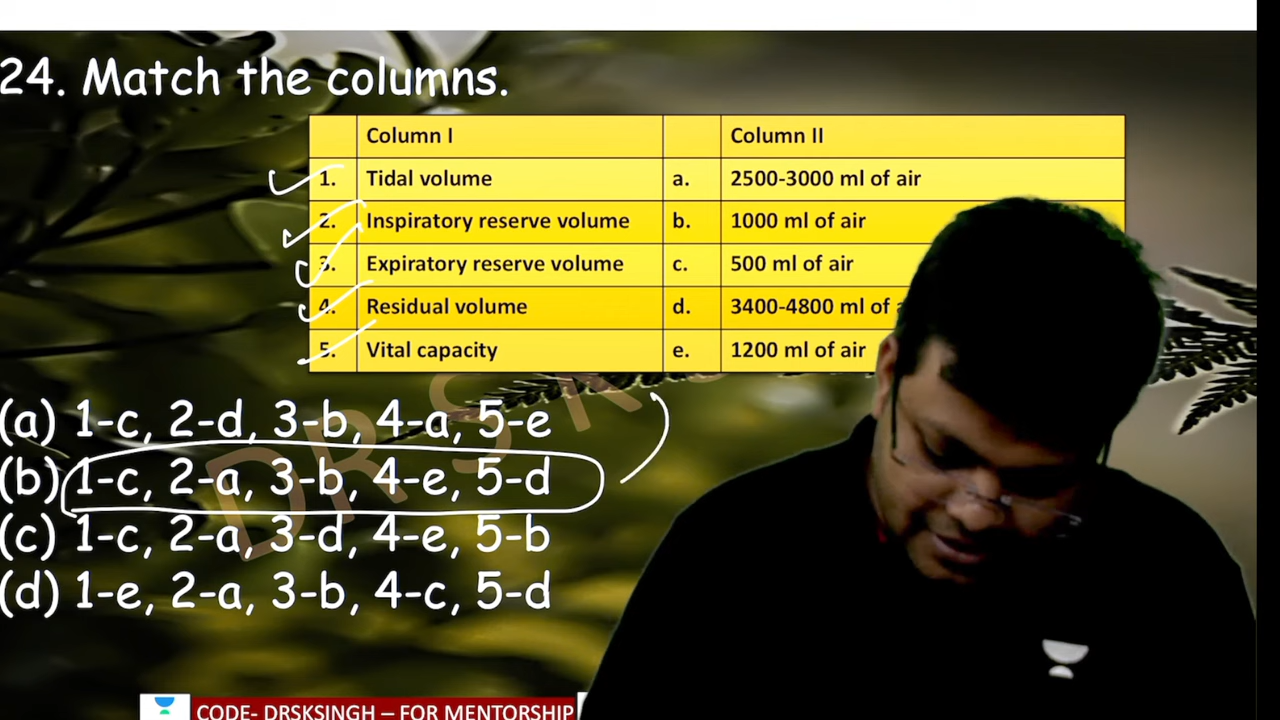 24. Match the columns.
Column I Column II
1. Tidal volume a. 2500-3000 ml of air
2. Inspiratory reserve volume b. 1000 ml of air
3. Expiratory reserve volume c. 500 ml of air
4. Residual volume d. 3400-4800 ml of
5. Vital capacity e. 1200 ml of air
(a) 1-c, 2-d, 3-b, 4-a, 5-e
(b) 1-c, 2-a, 3-b, 4-e, 5-d
(c) 1-c, 2-a, 3-d, 4-e, 5-b
(d) 1-e, 2-a, 3-b, 4-c, 5-d
DR S K
CODE- DRSKSINGH – FOR MENTORSHIP